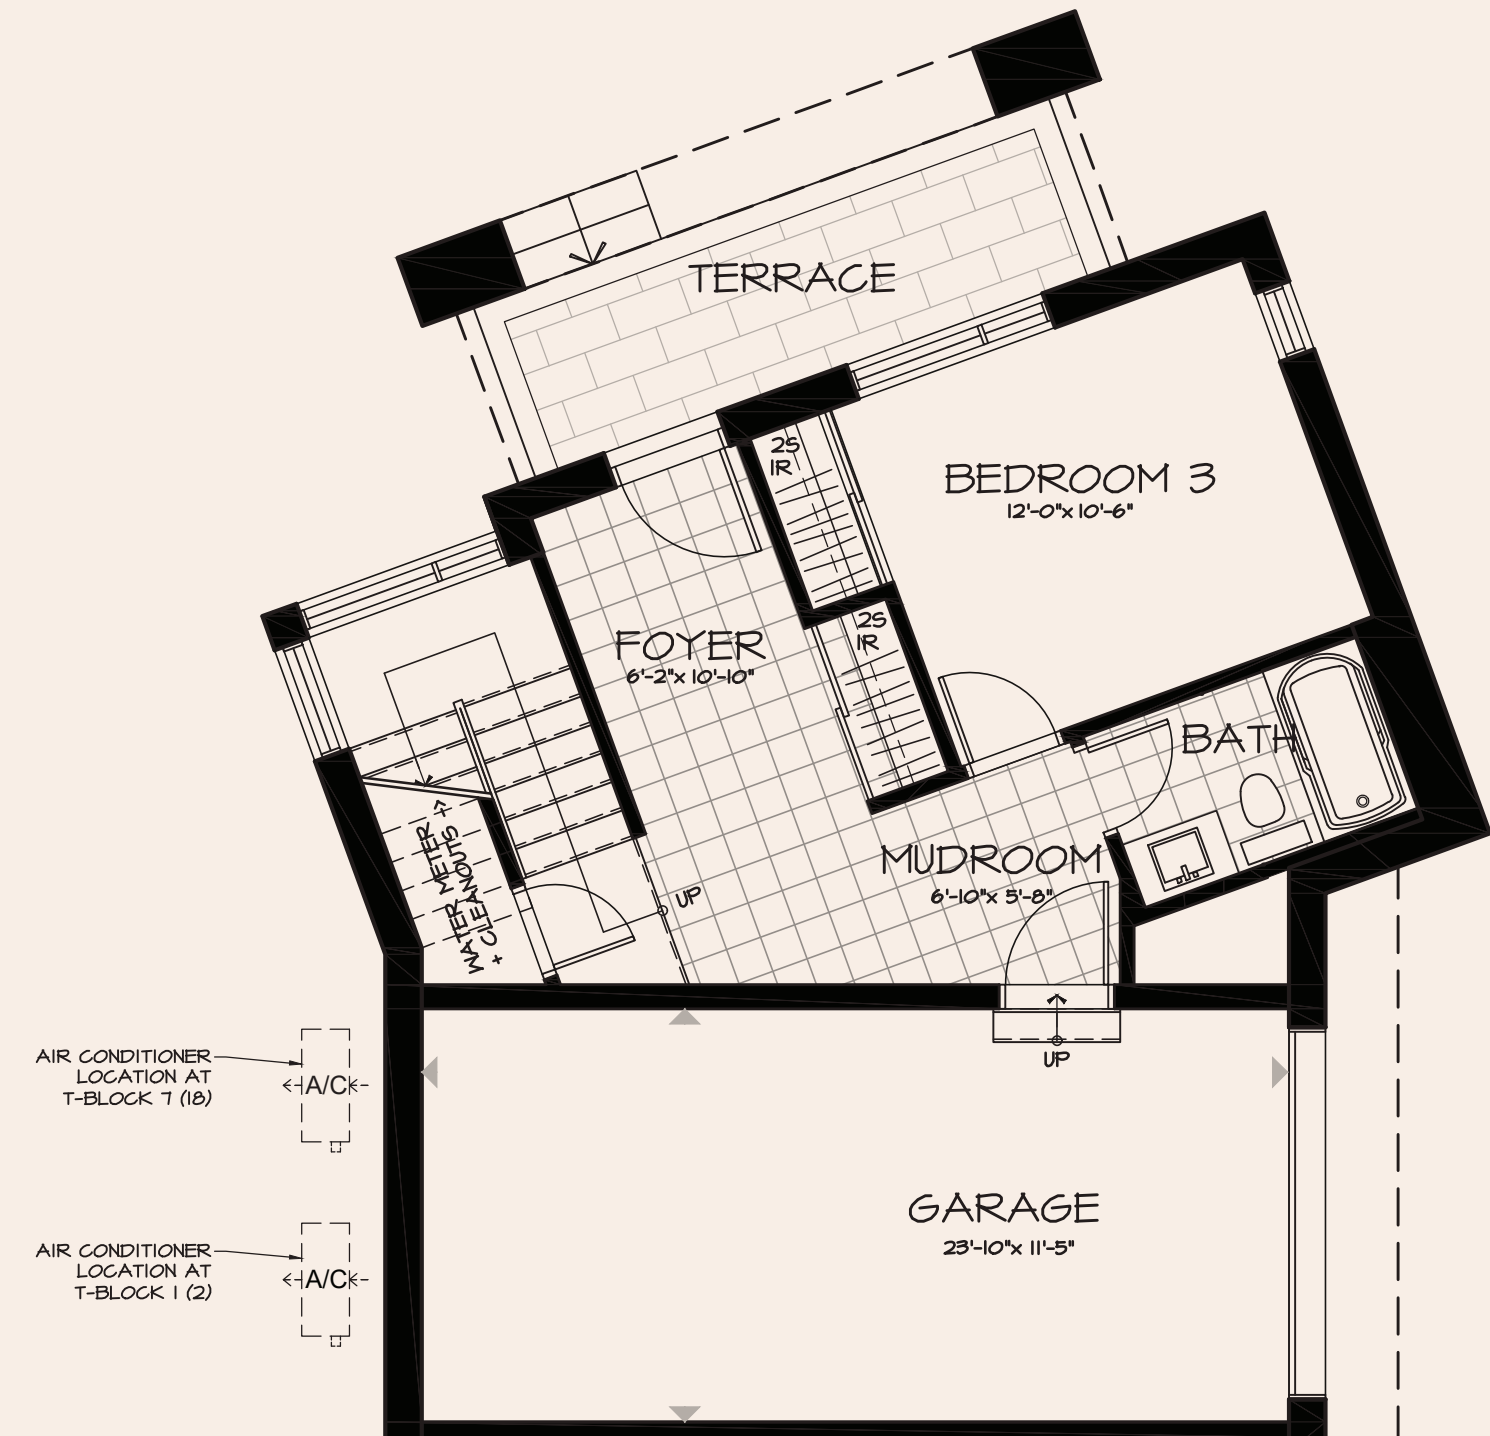 TERRACE
2S
1R
BEDROOM 3
12'-0"x 10'-6"
2S
1R
FOYER
6'-2"x 10'-10"
BATH
WATER METER
+ CLEANOUTS
UP
MUDROOM
6'-10"x 5'-8"
UP
AIR CONDITIONER
LOCATION AT
T-BLOCK 7 (18)
A/C
GARAGE
23'-10"x 11'-5"
AIR CONDITIONER
LOCATION AT
T-BLOCK 1 (2)
A/C